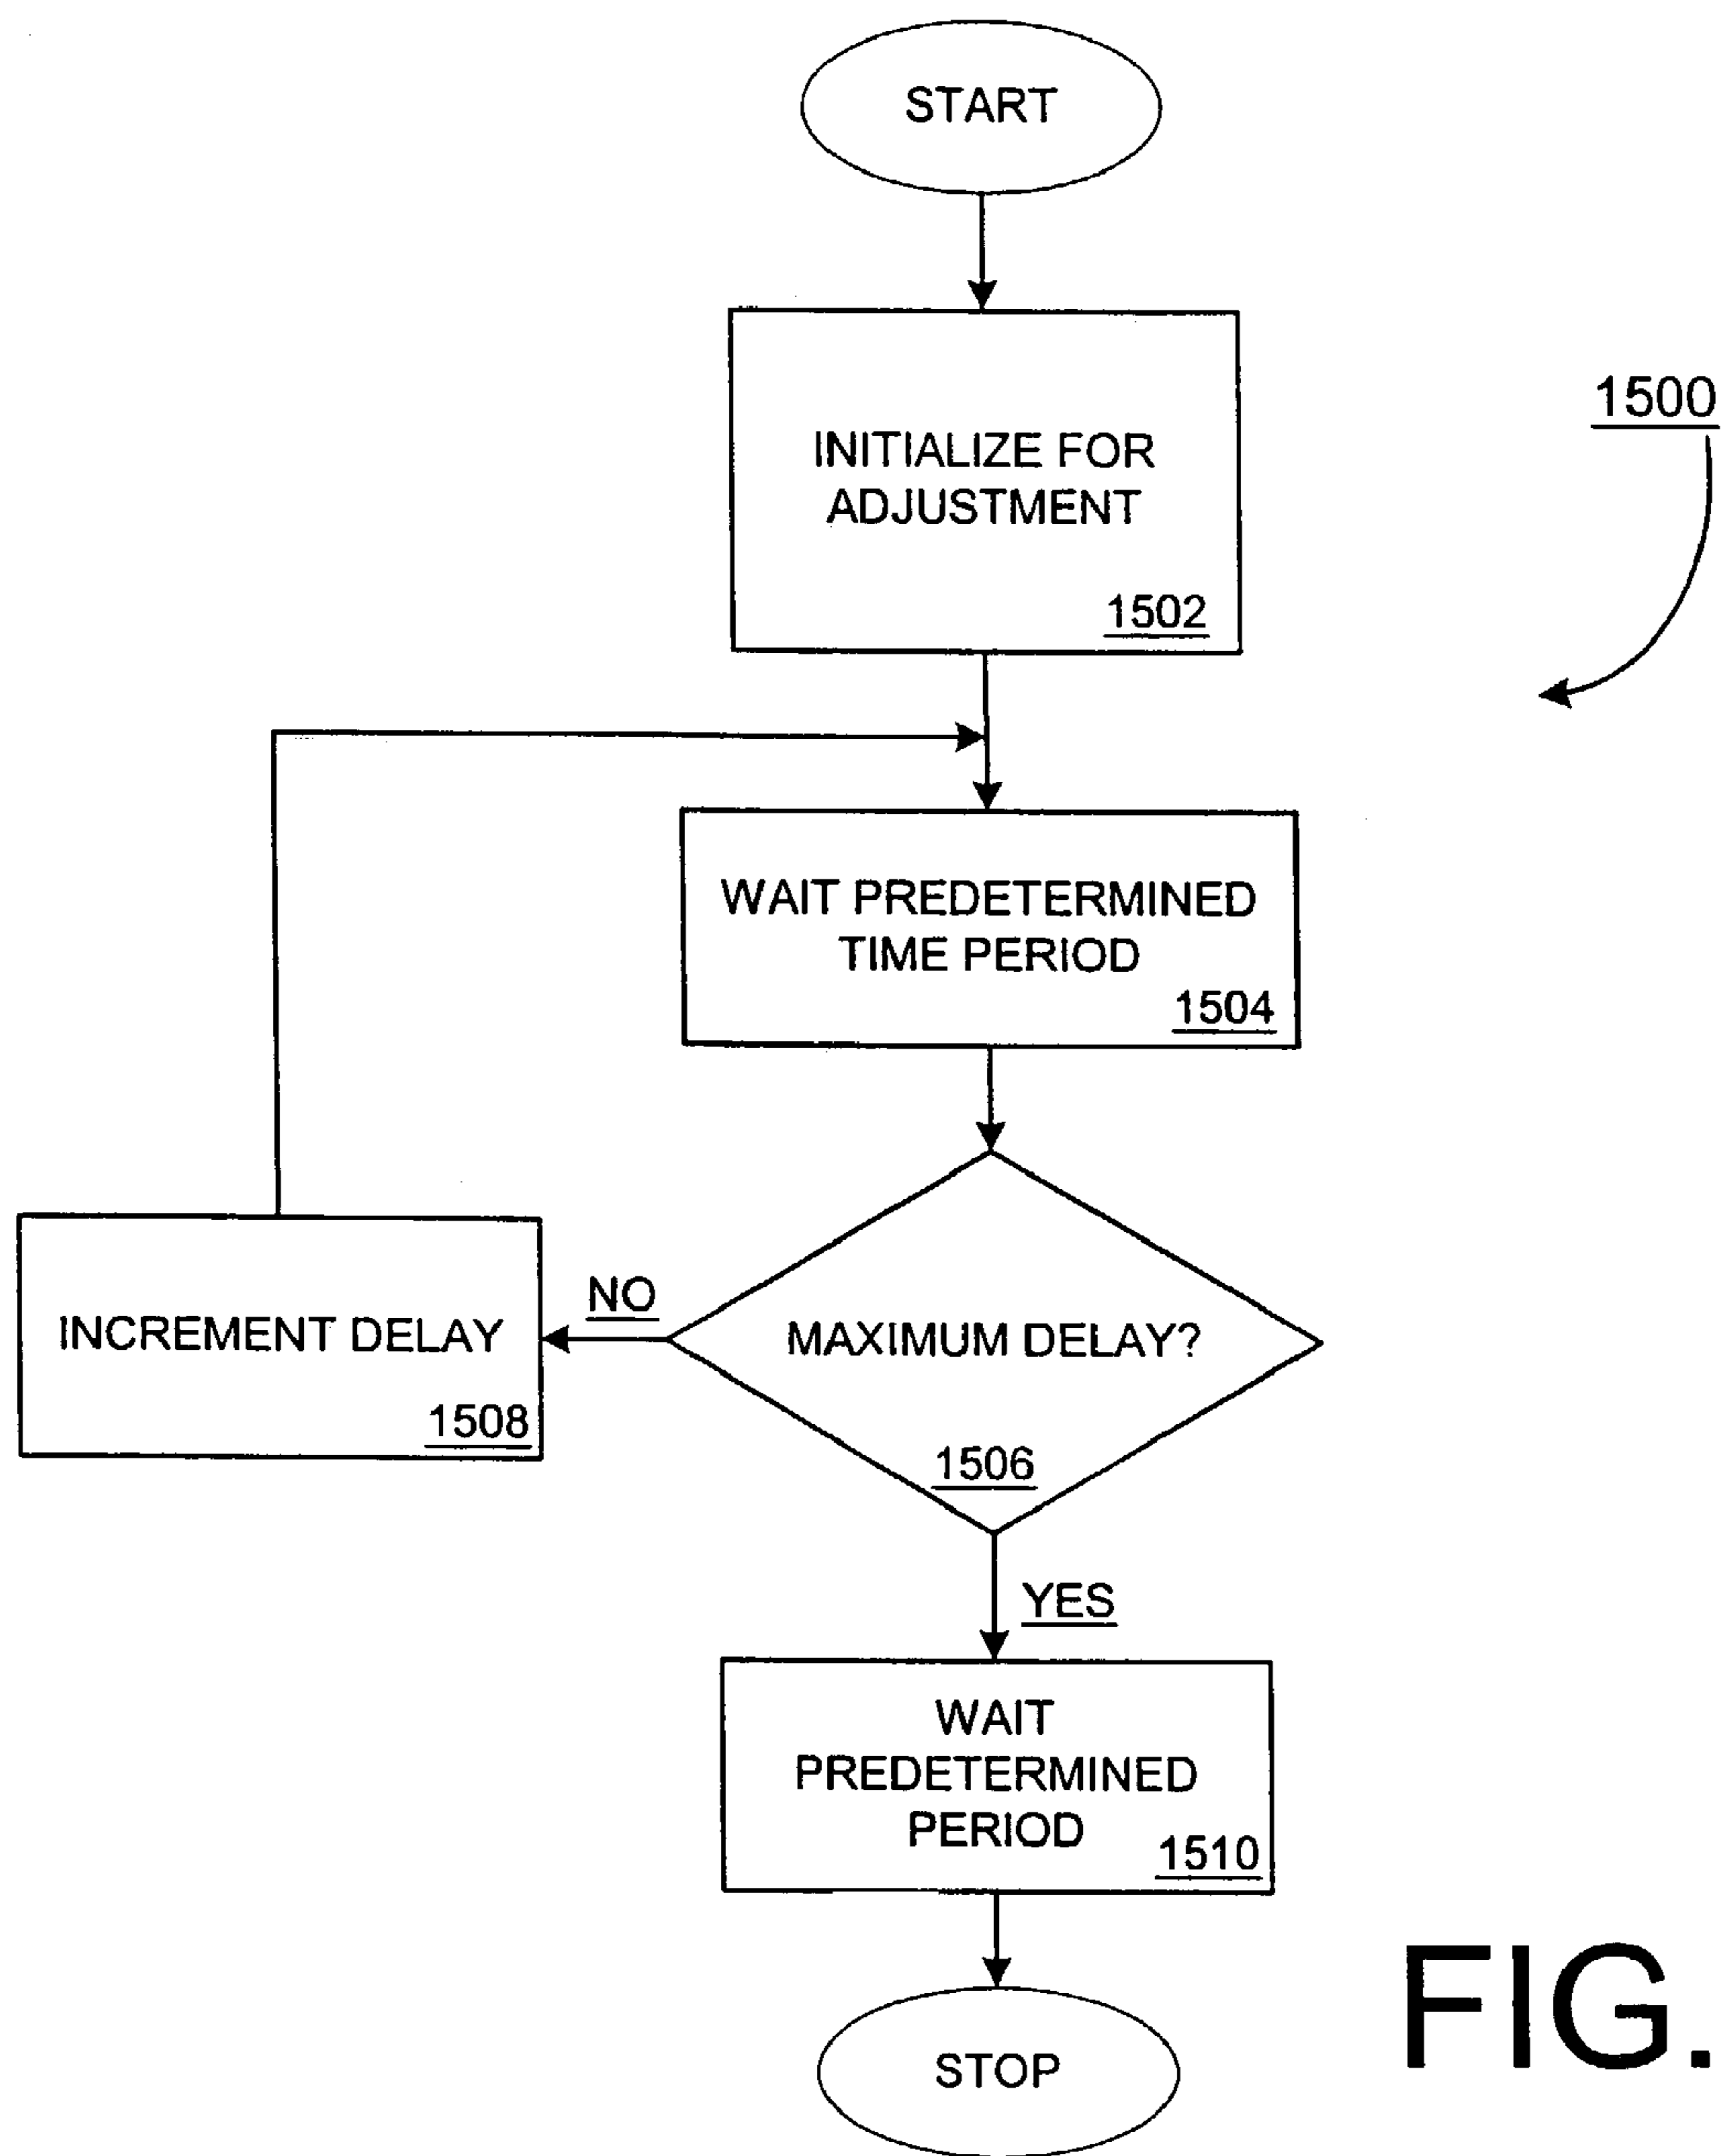 START
INITIALIZE FOR
ADJUSTMENT
1502
1500
WAIT PREDETERMINED
TIME PERIOD
1504
INCREMENT DELAY
1508
NO
MAXIMUM DELAY?
1506
YES
WAIT
PREDETERMINED
PERIOD
1510
STOP
FIG.